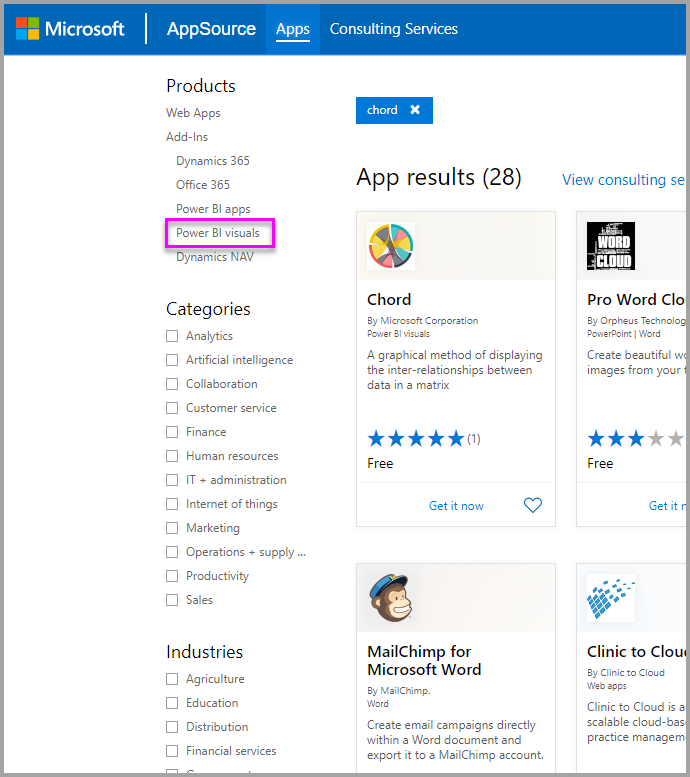 Microsoft
AppSource
Apps
Consulting Services
Products
Web Apps
Add-Ins
Dynamics 365
Office 365
Power BI apps
Power BI visuals
Dynamics NAV
Categories
Analytics
Artificial intelligence
Collaboration
Customer service
Finance
Human resources
IT + administration
Internet of things
Marketing
Operations + supply ...
Productivity
Sales
Industries
Agriculture
Education
Distribution
Financial services
chord
App results (28)
View consulting se
Chord
By Microsoft Corporation
Power BI visuals
A graphical method of displaying
the inter-relationships between
data in a matrix
(1)
Free
Get it now
WORD
CLOUD
Pro Word Clo
By Orpheus Technolog
PowerPoint | Word
Create beautiful wo
images from your t
Free
Get it n
MailChimp for
Microsoft Word
By MailChimp.
Word
Create email campaigns directly
within a Word document and
export it to a MailChimp account.
Clinic to Cloud
By Clinic to Cloud
Web apps
Clinic to Cloud is a
scalable cloud-base
practice manageme